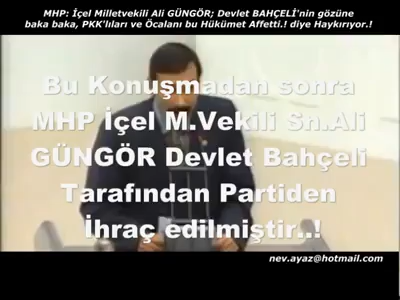 MHP: İçel Milletvekili Ali GÜNGÖR; Devlet BAHÇELİ'nin gözüne
baka baka, PKK'lıları ve Öcalanı bu Hükümet Affetti.! diye Haykırıyor.!
Bu Konuşmadan sonra
MHP İçel M.Vekili Sn.Ali
GÜNGÖR Devlet Bahçeli
Tarafından Partiden
İhraç edilmiştir..!
nev.ayaz@hotmail.com